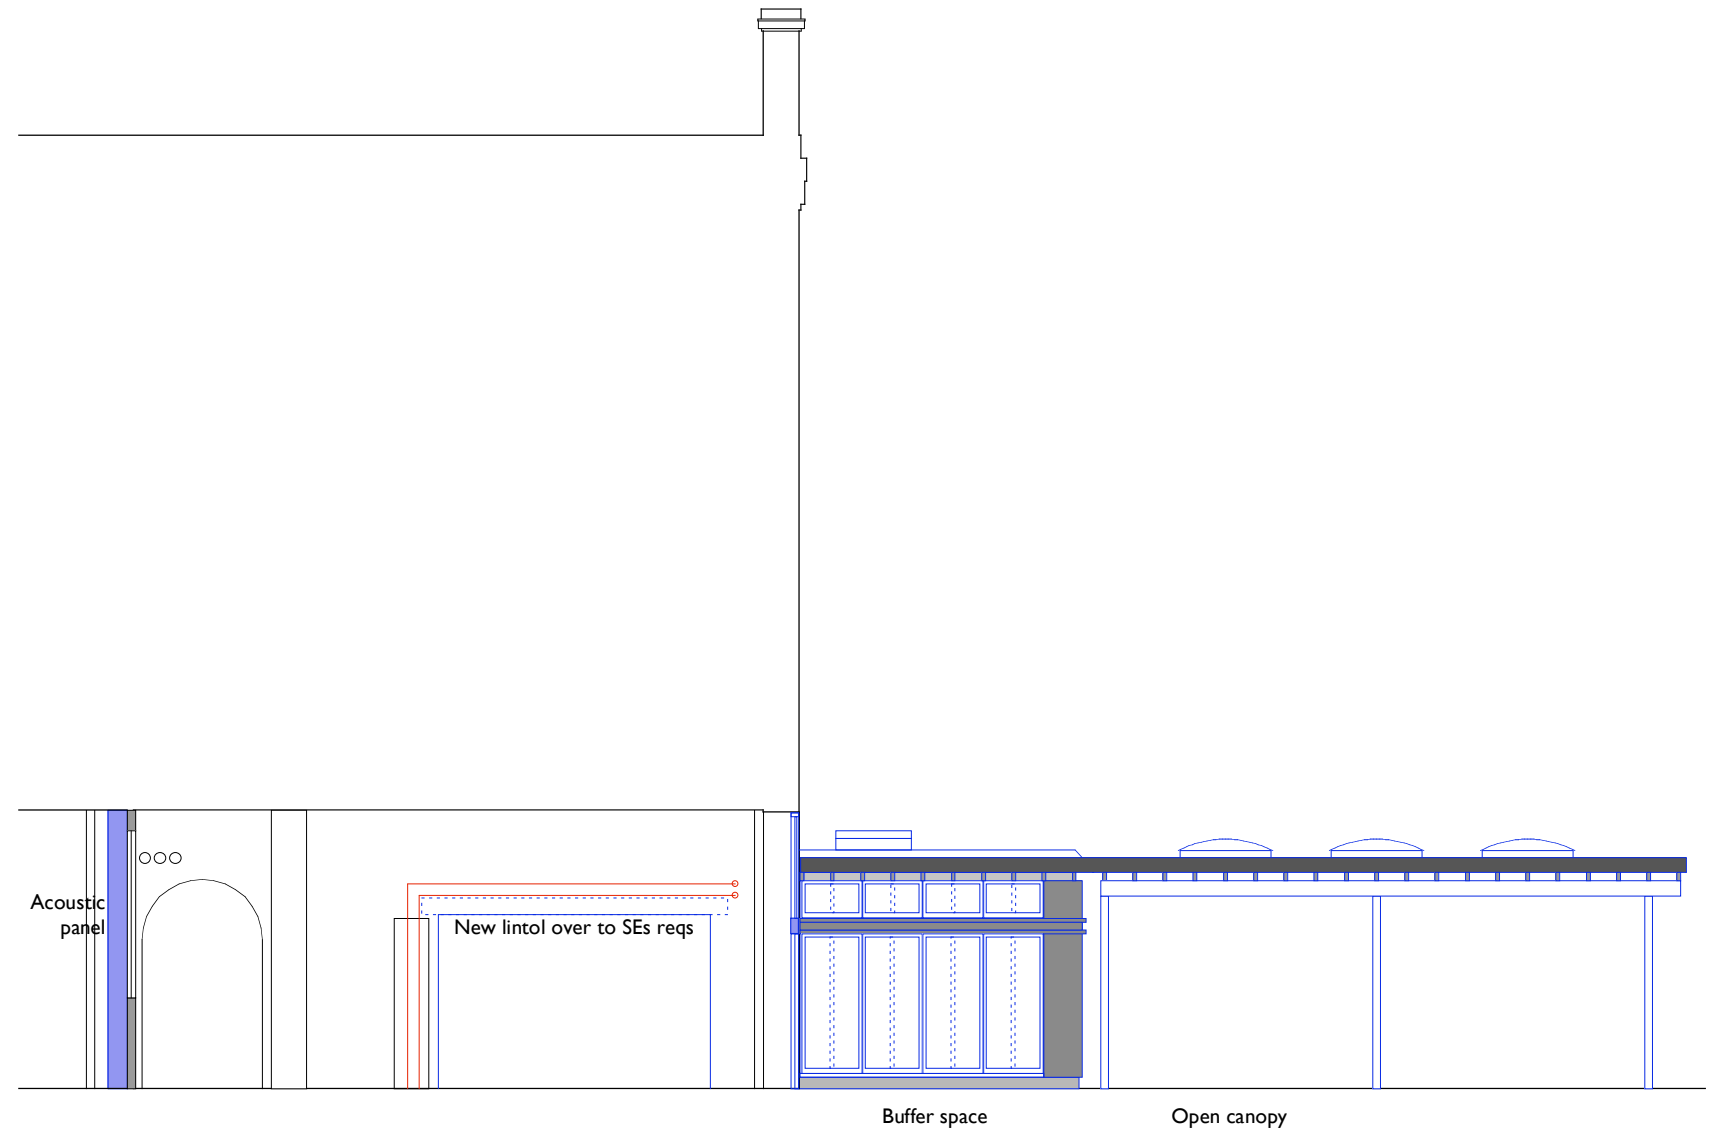 Acoustic
panel
New lintol over to SEs reqs
Buffer space
Open canopy